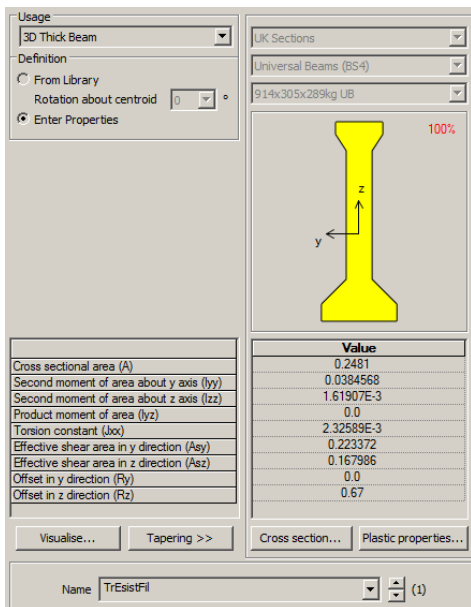 Usage
3D Thick Beam
Definition
From Library
Rotation about centroid 0 °
Enter Properties
UK Sections
Universal Beams (BS4)
914x305x289kg UB
100%
z
y
Value
Cross sectional area (A) 0.2481
Second moment of area about y axis (Iyy) 0.0384568
Second moment of area about z axis (Izz) 1.61907E-3
Product moment of area (Iyz) 0.0
Torsion constant (Jxx) 2.32589E-3
Effective shear area in y direction (Asy) 0.223372
Effective shear area in z direction (Asz) 0.167986
Offset in y direction (Ry) 0.0
Offset in z direction (Rz) 0.67
Visualise... Tapering >> Cross section... Plastic properties...
Name TrEsistFil (1)